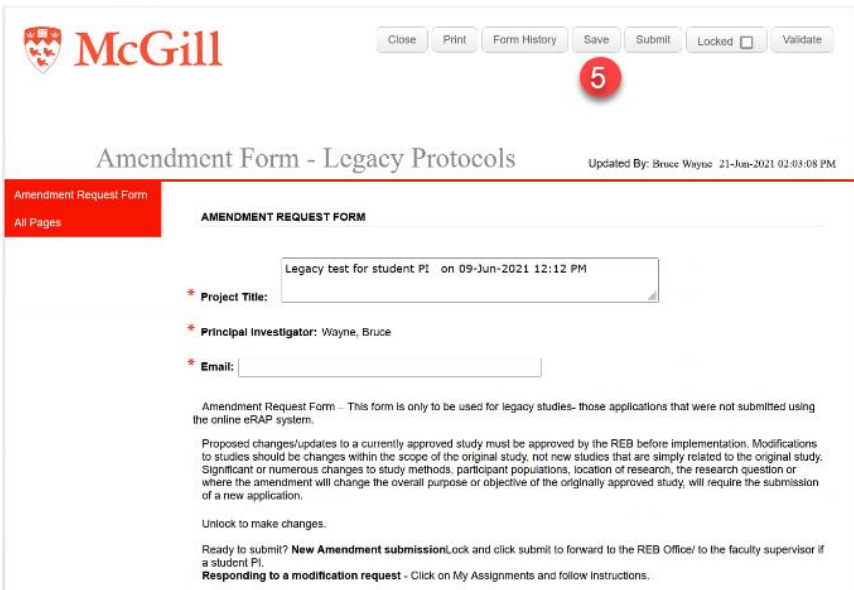 McGill
Close Print Form History Save Submit Locked Validate
5
Amendment Form - Legacy Protocols
Updated By: Bruce Wayne 21-Jun-2021 02:03:08 PM
Amendment Request Form
All Pages
AMENDMENT REQUEST FORM
Legacy test for student PI on 09-Jun-2021 12:12 PM
* Project Title:
* Principal Investigator: Wayne, Bruce
* Email:
Amendment Request Form – This form is only to be used for legacy studies- those applications that were not submitted using
the online eRAP system.
Proposed changes/updates to a currently approved study must be approved by the REB before implementation. Modifications
to studies should be changes within the scope of the original study, not new studies that are simply related to the original study.
Significant or numerous changes to study methods, participant populations, location of research, the research question or
where the amendment will change the overall purpose or objective of the originally approved study, will require the submission
of a new application.
Unlock to make changes.
Ready to submit? New Amendment submissionLock and click submit to forward to the REB Office/ to the faculty supervisor if
a student PI.
Responding to a modification request - Click on My Assignments and follow instructions.